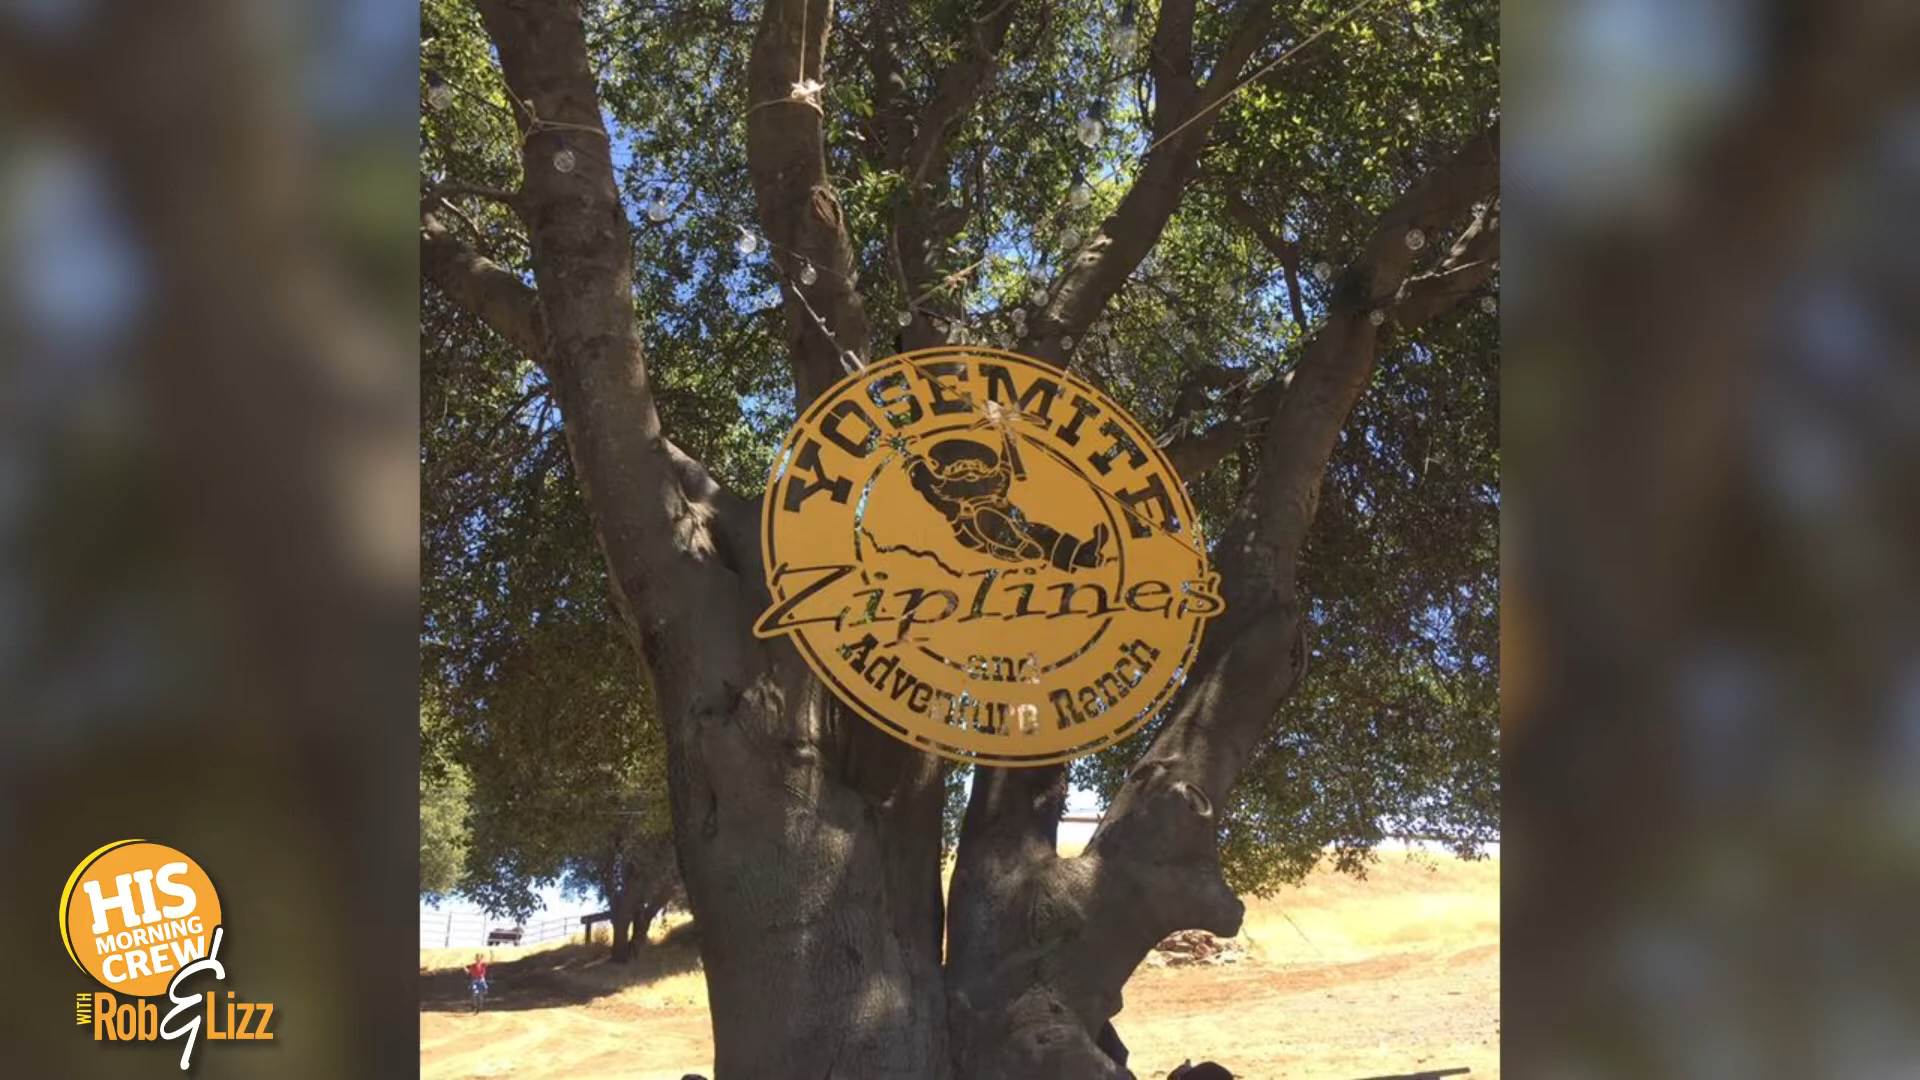 YOSEMITE
Ziplines
and
Adventure Ranch
HIS
MORNING
CREW
WITH Rob & Lizz